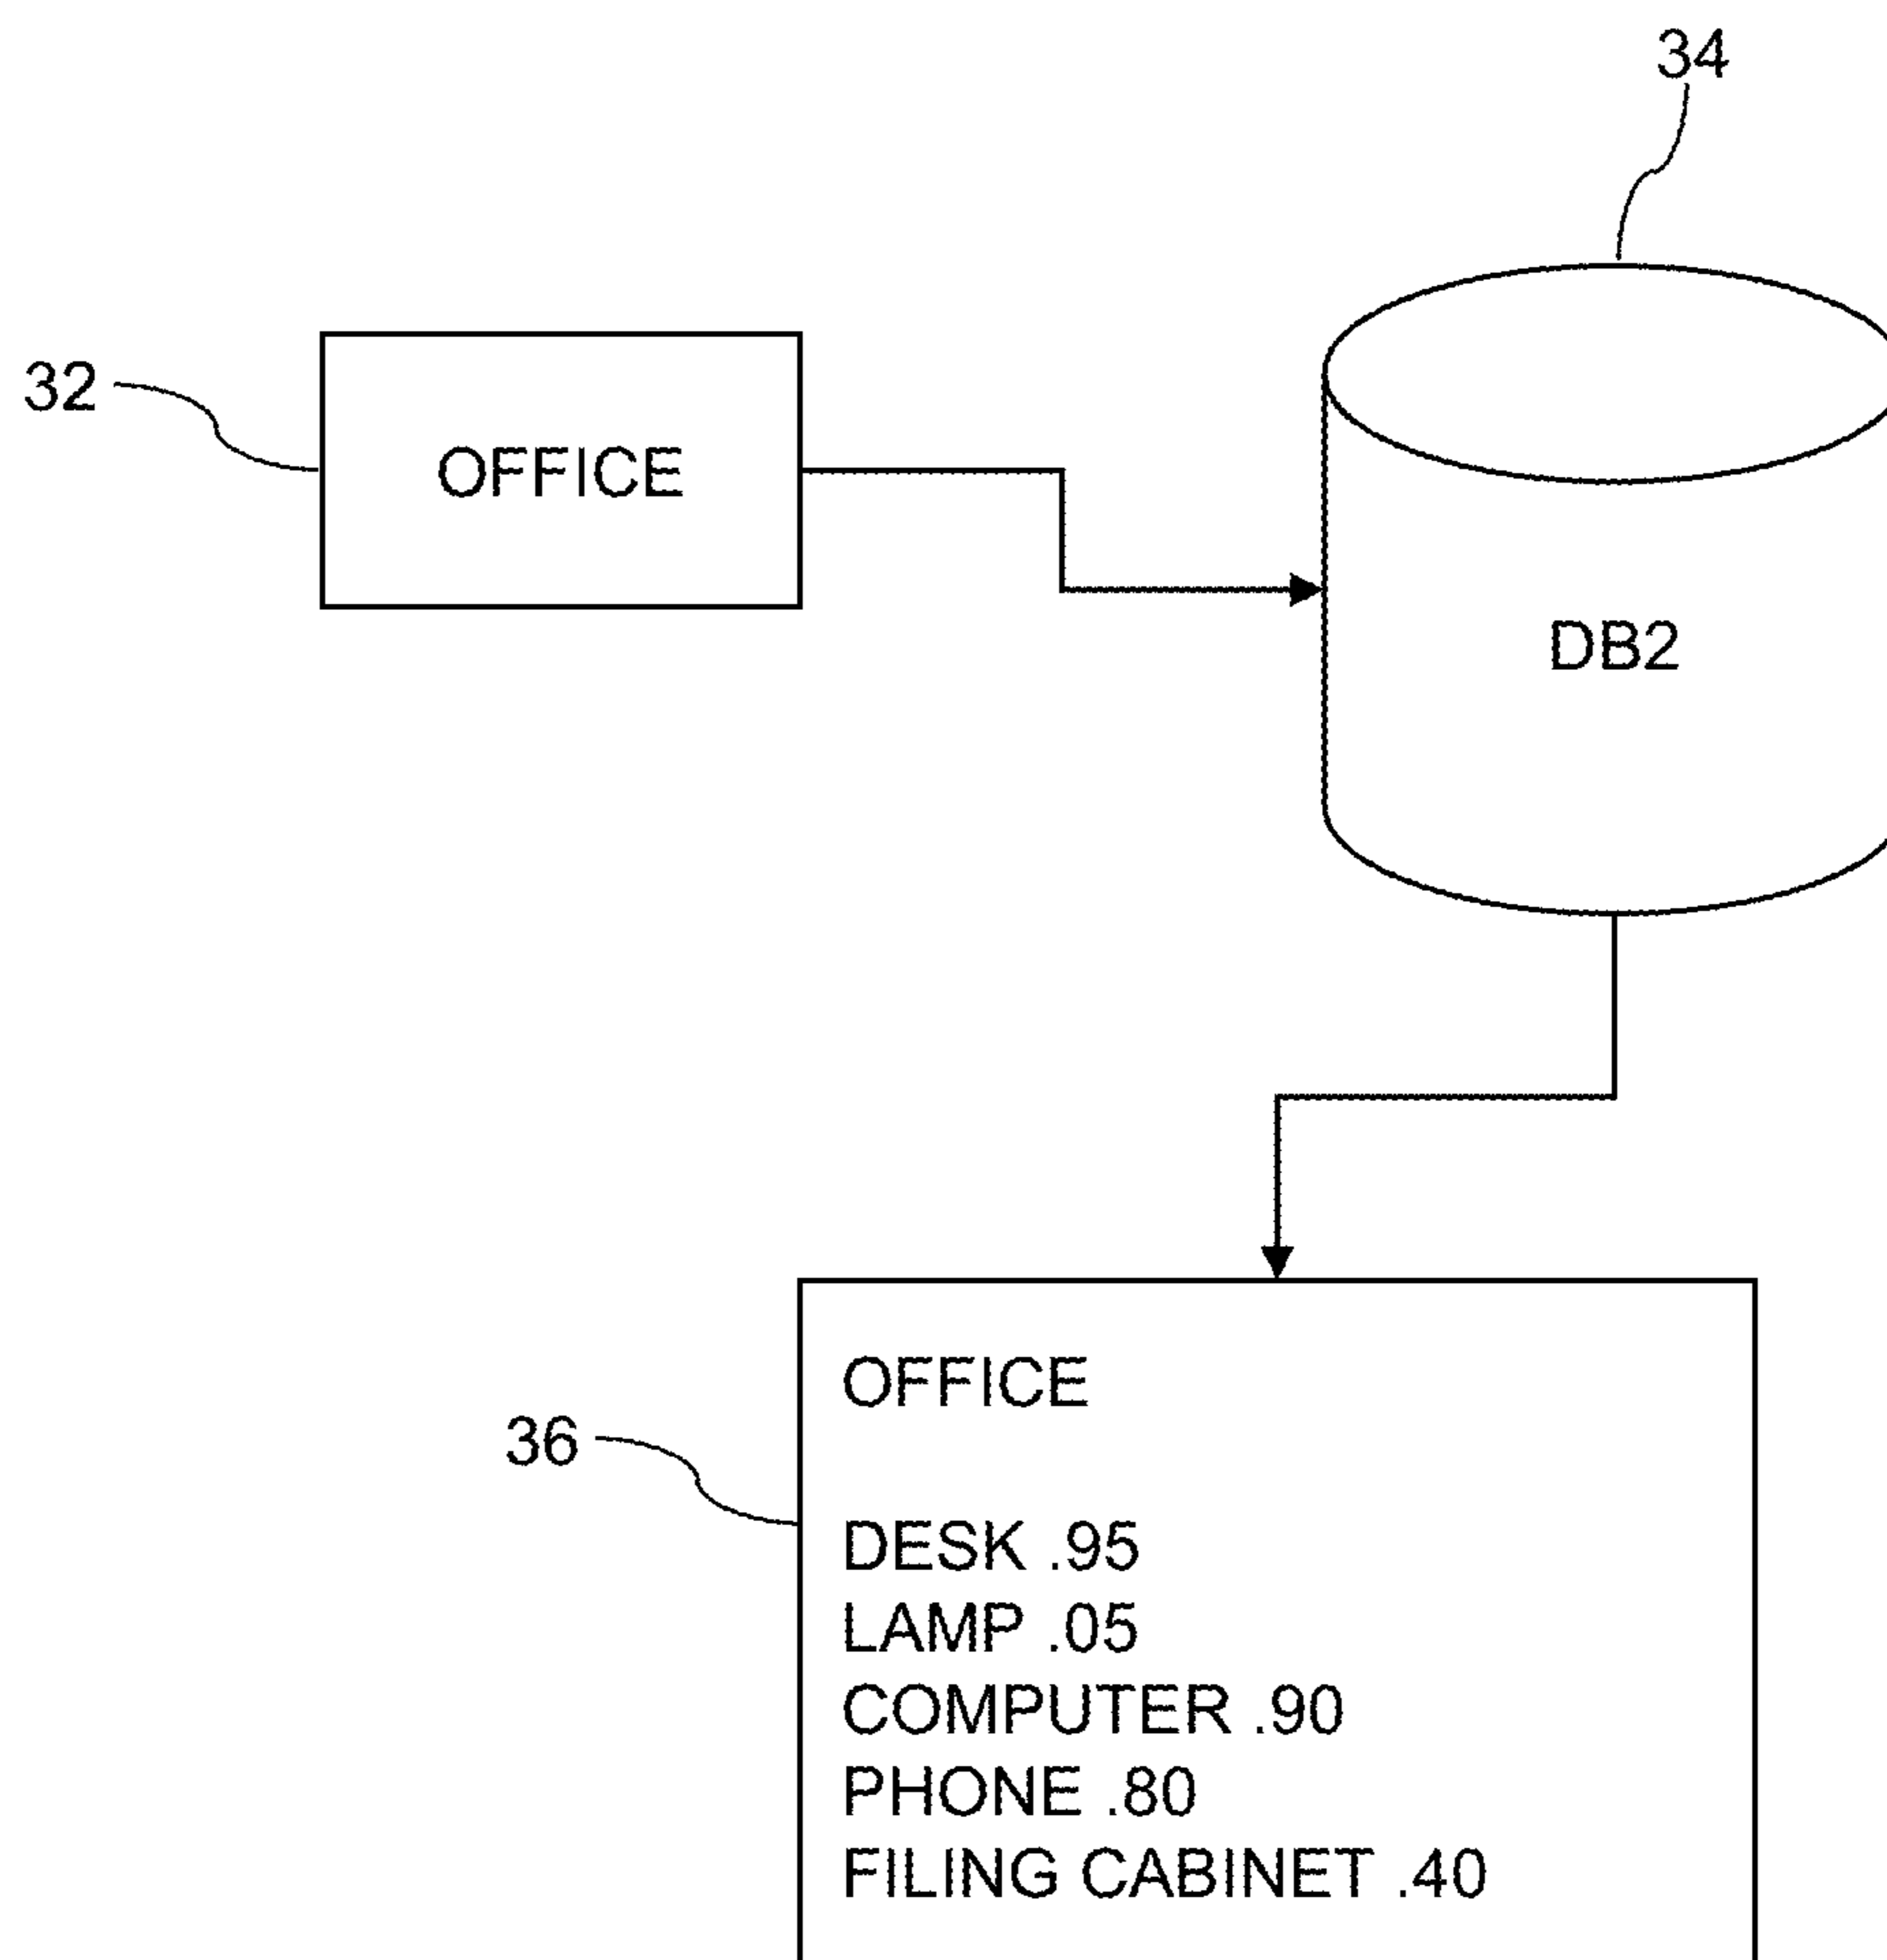 34
32
OFFICE
DB2
OFFICE
36
DESK .95
LAMP .05
COMPUTER .90
PHONE .80
FILING CABINET .40